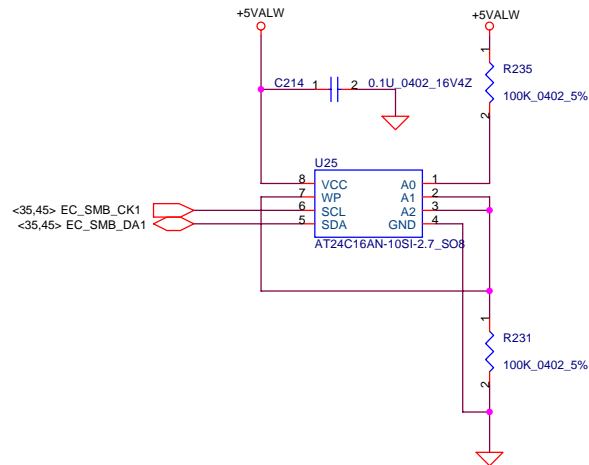 +5VALW
+5VALW
1
R235
C214 1 2 0.1U_0402_16V4Z
100K_0402_5%
2
U25
8 VCC A0 1
7 WP A1 2
<35,45> EC_SMB_CK1 6 SCL A2 3
<35,45> EC_SMB_DA1 5 SDA GND 4
AT24C16AN-10SI-2.7_SO8
1
R231
100K_0402_5%
2